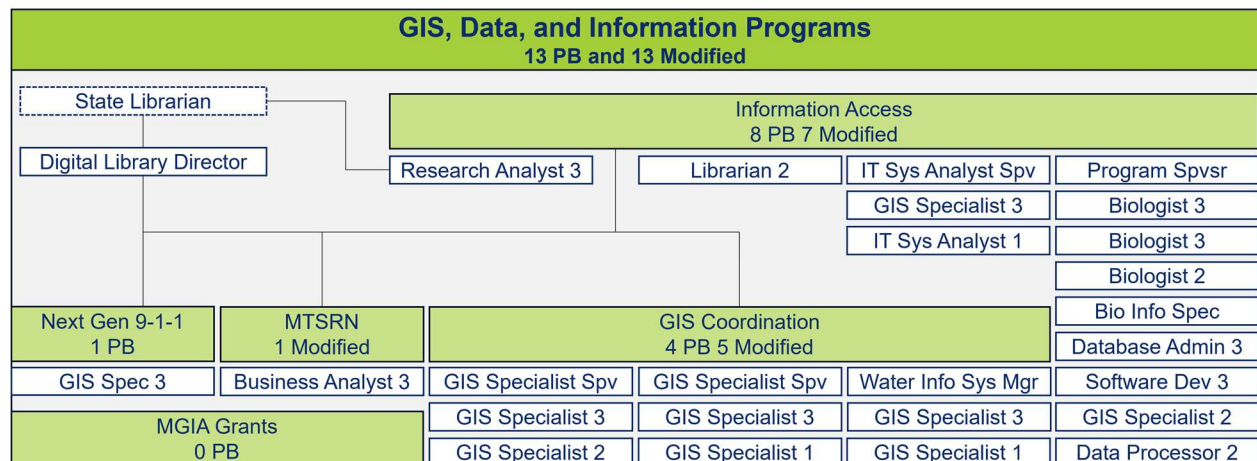 GIS, Data, and Information Programs
13 PB and 13 Modified
State Librarian
Digital Library Director
Information Access
8 PB 7 Modified
Research Analyst 3
Librarian 2
IT Sys Analyst Spv
GIS Specialist 3
IT Sys Analyst 1
Program Spvsr
Biologist 3
Biologist 3
Biologist 2
Bio Info Spec
Database Admin 3
Software Dev 3
GIS Specialist 2
Data Processor 2
Next Gen 9-1-1
1 PB
GIS Spec 3
MTSRN
1 Modified
Business Analyst 3
MGIA Grants
0 PB
GIS Coordination
4 PB 5 Modified
GIS Specialist Spv
GIS Specialist 3
GIS Specialist 2
GIS Specialist Spv
GIS Specialist 3
GIS Specialist 1
Water Info Sys Mgr
GIS Specialist 3
GIS Specialist 1